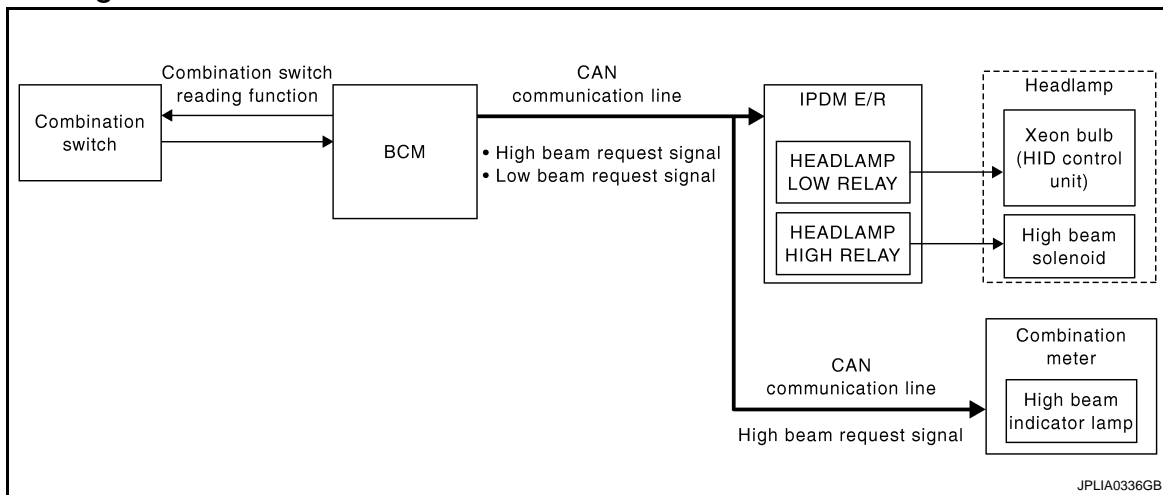 Combination switch
reading function
Combination
switch
BCM
CAN
communication line
• High beam request signal
• Low beam request signal
IPDM E/R
HEADLAMP
LOW RELAY
HEADLAMP
HIGH RELAY
Headlamp
Xeon bulb
(HID control
unit)
High beam
solenoid
CAN
communication line
High beam request signal
Combination
meter
High beam
indicator lamp
JPLIA0336GB